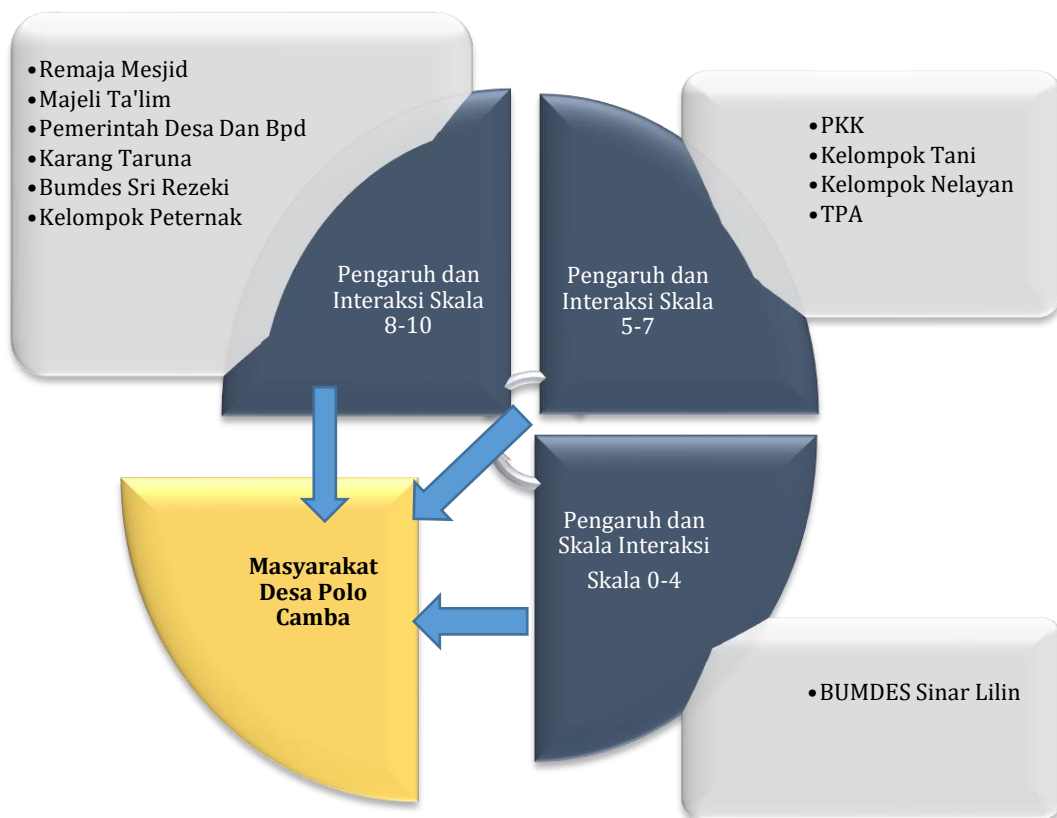 •Remaja Mesjid
•Majeli Ta'lim
•Pemerintah Desa Dan Bpd
•Karang Taruna
•Bumdes Sri Rezeki
•Kelompok Peternak
•PKK
•Kelompok Tani
•Kelompok Nelayan
•TPA
Pengaruh dan
Interaksi Skala
8-10
Pengaruh dan
Interaksi Skala
5-7
Masyarakat
Desa Polo
Camba
Pengaruh dan
Skala Interaksi
Skala 0-4
•BUMDES Sinar Lilin